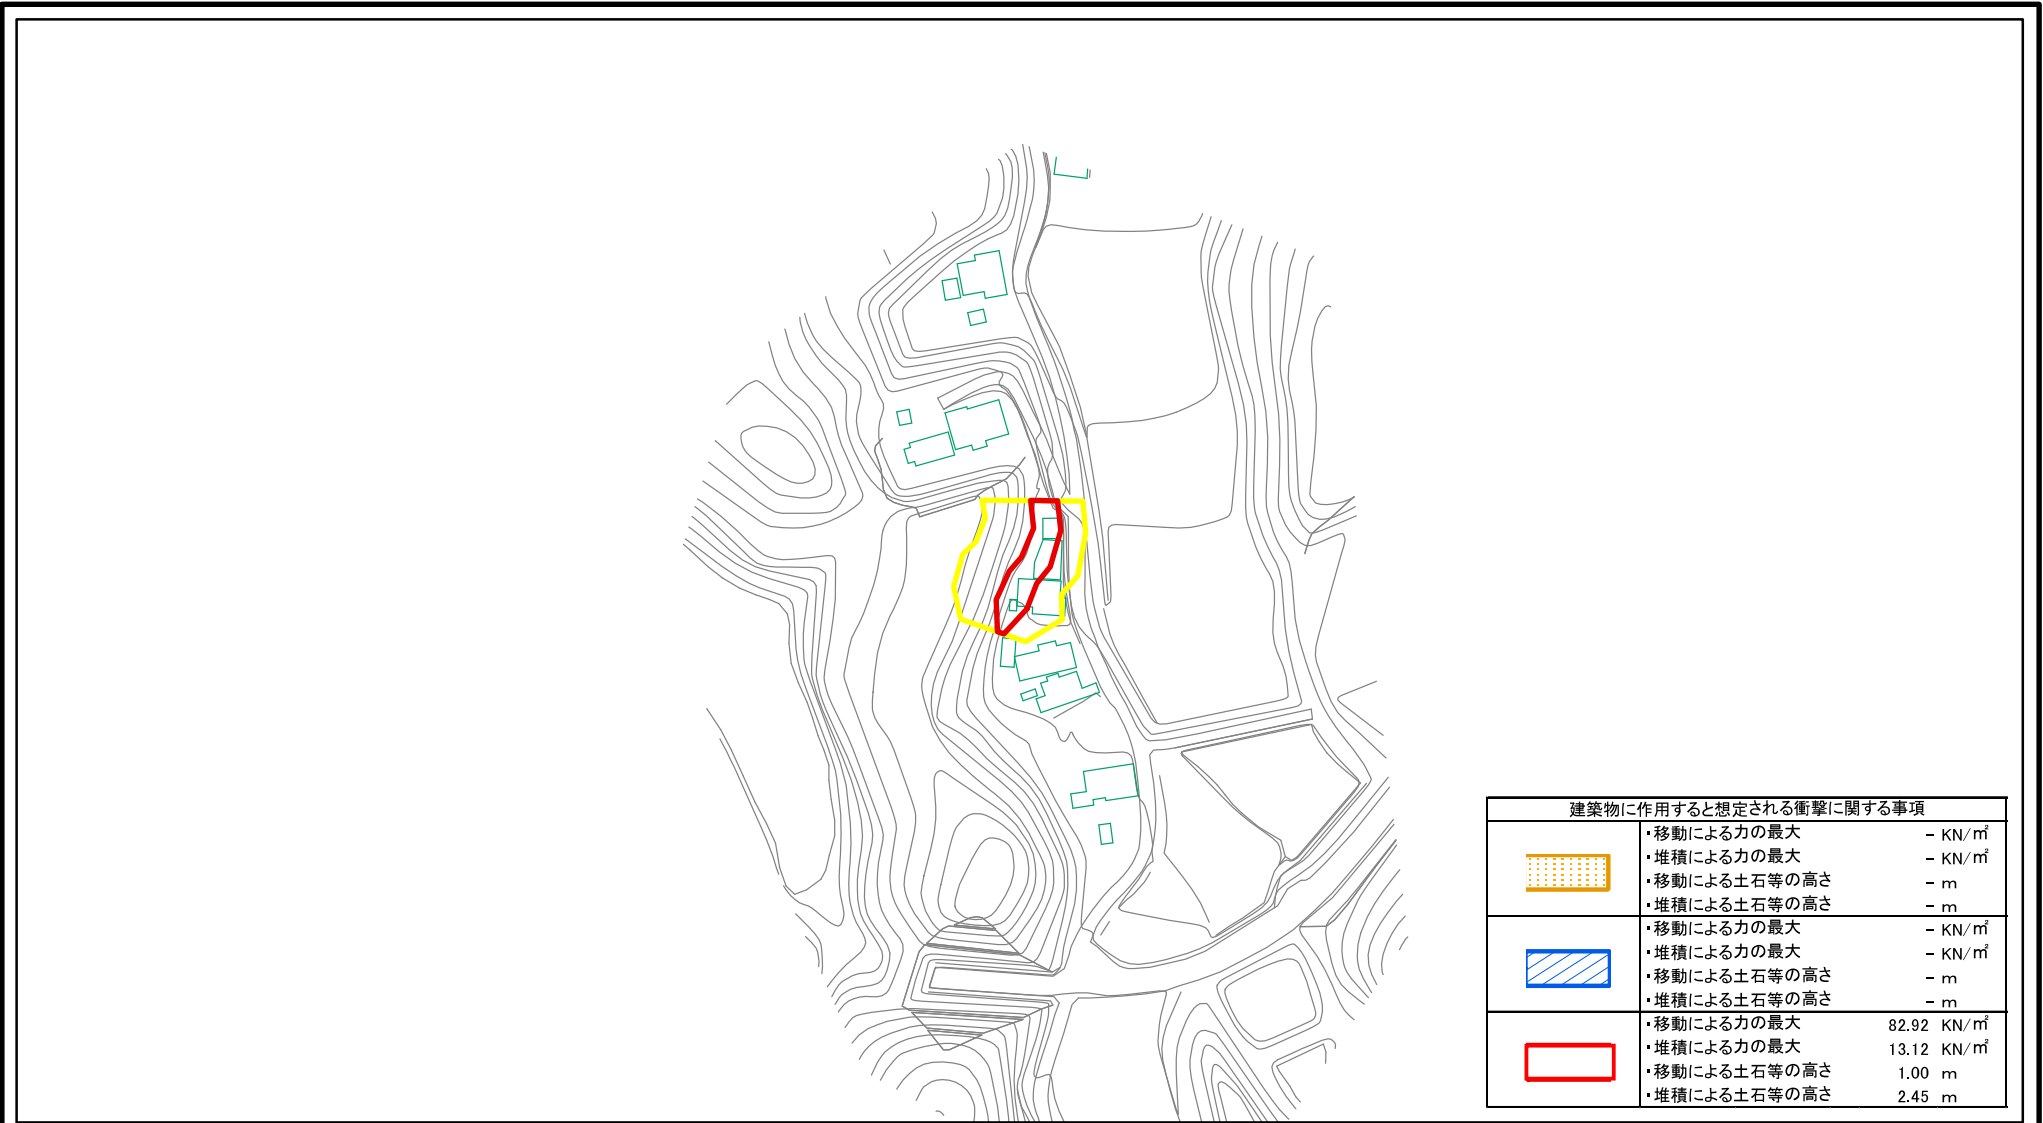 建築物に作用すると想定される衝撃に関する事項
・移動による力の最大 - KN/㎡
・堆積による力の最大 - KN/㎡
・移動による土石等の高さ - m
・堆積による土石等の高さ - m
・移動による力の最大 - KN/㎡
・堆積による力の最大 - KN/㎡
・移動による土石等の高さ - m
・堆積による土石等の高さ - m
・移動による力の最大 82.92 KN/㎡
・堆積による力の最大 13.12 KN/㎡
・移動による土石等の高さ 1.00 m
・堆積による土石等の高さ 2.45 m